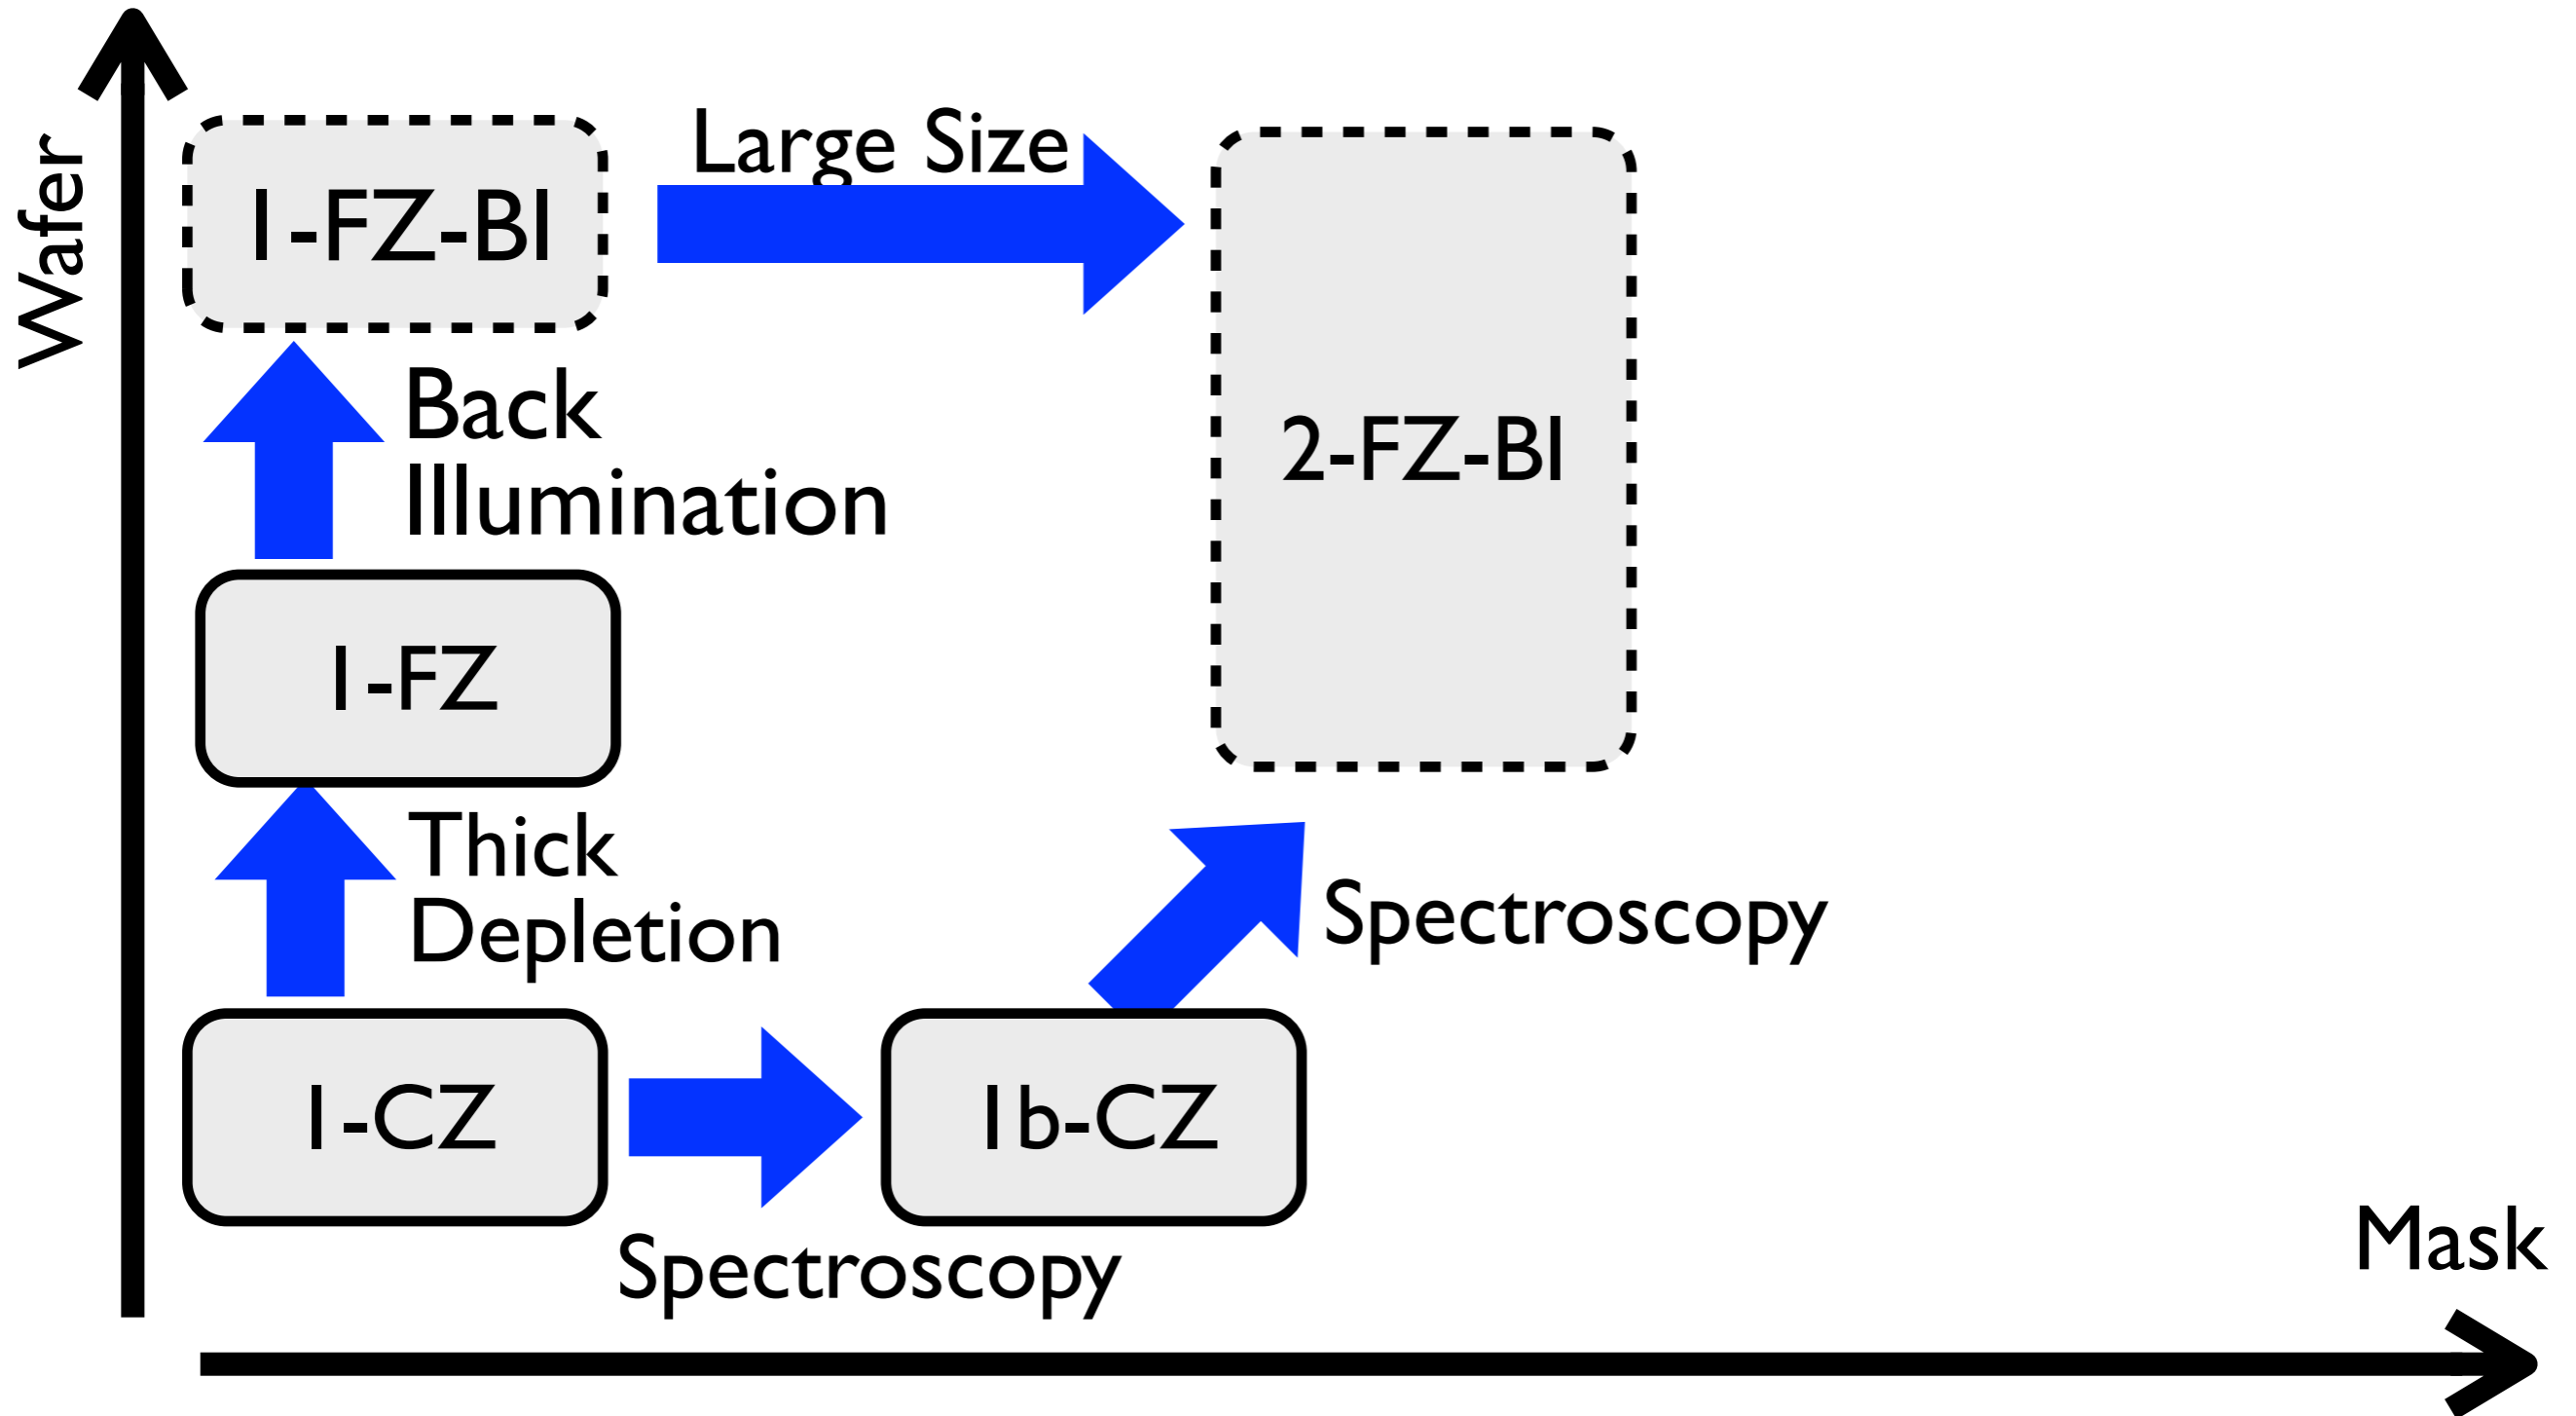 Wafer
Large Size
1-FZ-BI
Back
Illumination
2-FZ-BI
1-FZ
Thick
Depletion
Spectroscopy
1-CZ
1b-CZ
Spectroscopy
Mask